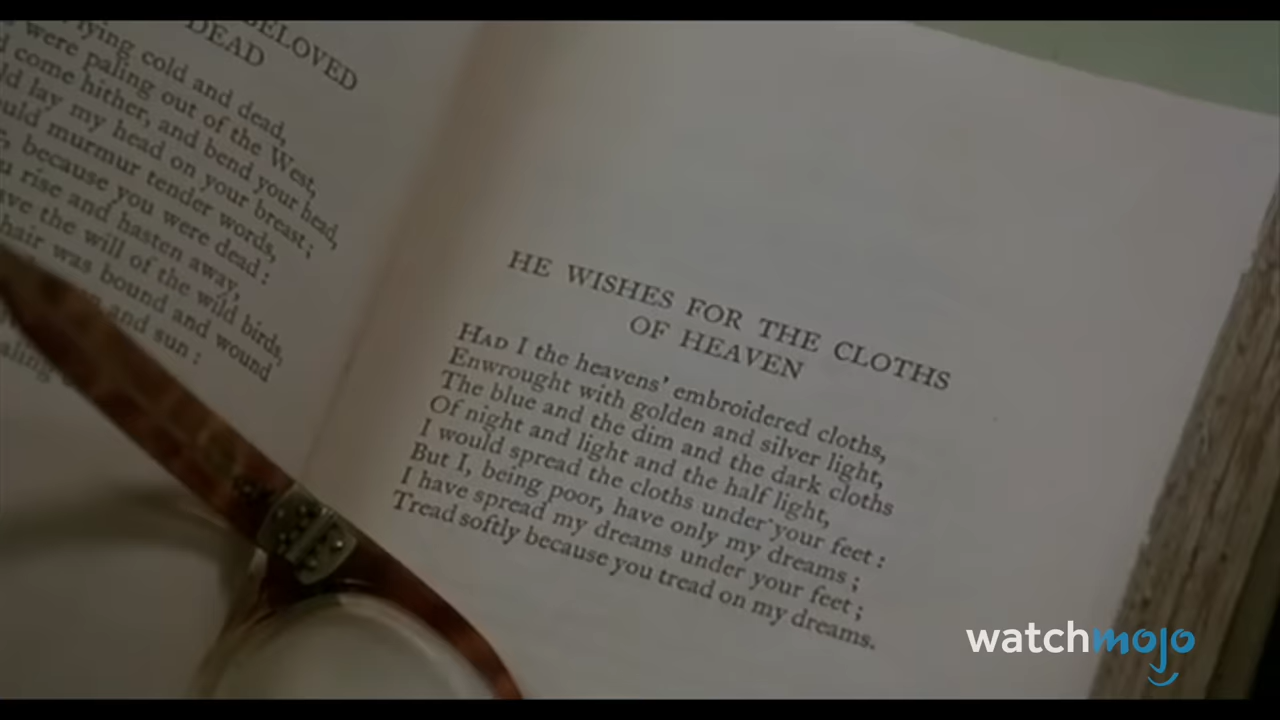 BELOVED
DEAD
lying cold and dead,
were paling out of the West,
come hither, and bend your head,
lay my head on your breast;
murmur tender words,
because you were dead:
rise and hasten away,
the will of the wild birds,
hair was bound and wound
and sun:
HE WISHES FOR THE CLOTHS
OF HEAVEN
HAD I the heavens' embroidered cloths,
Enwrought with golden and silver light,
The blue and the dim and the dark cloths
Of night and light and the half light,
I would spread the cloths under your feet:
But I, being poor, have only my dreams;
I have spread my dreams under your feet;
Tread softly because you tread on my dreams.
watchmojo